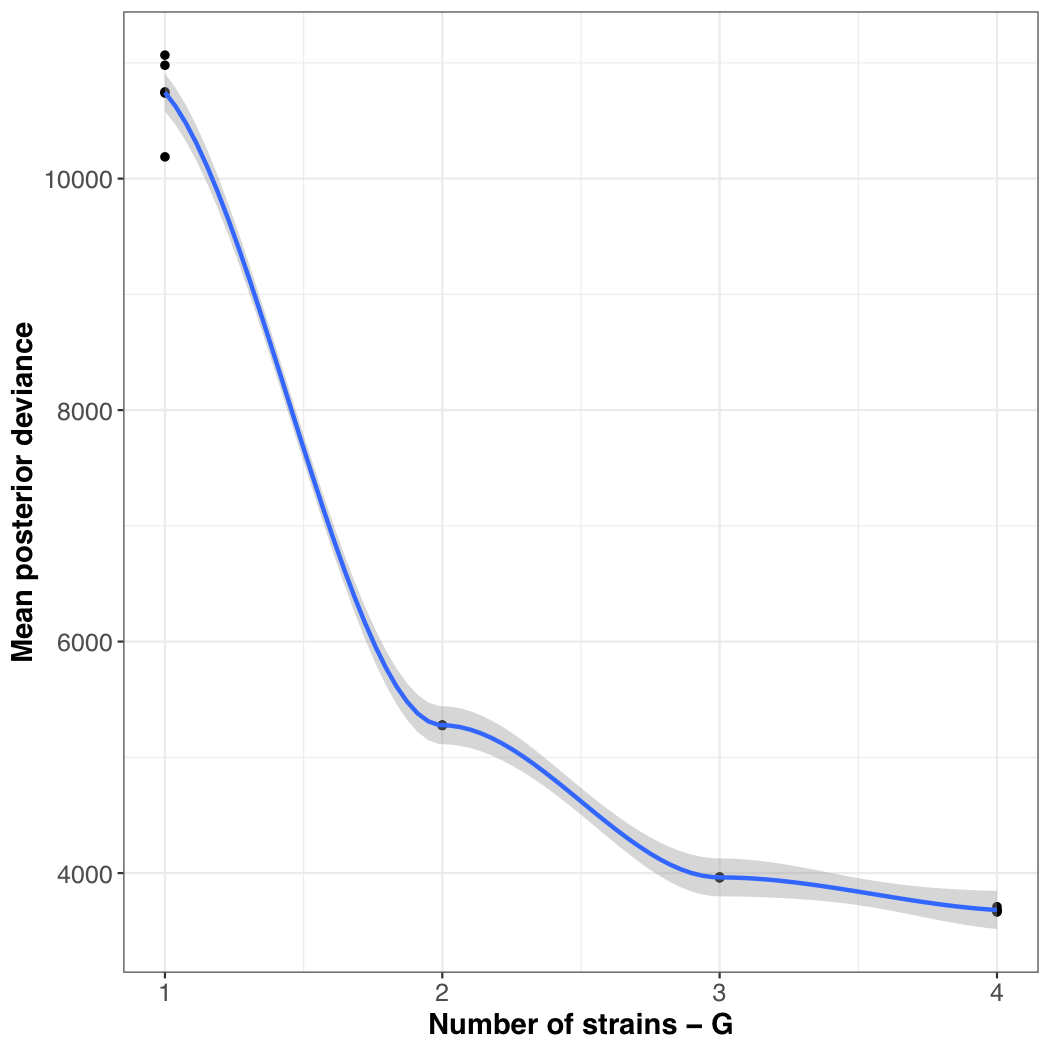 Mean posterior deviance
10000
8000
6000
4000
1 2 3 4
Number of strains – G